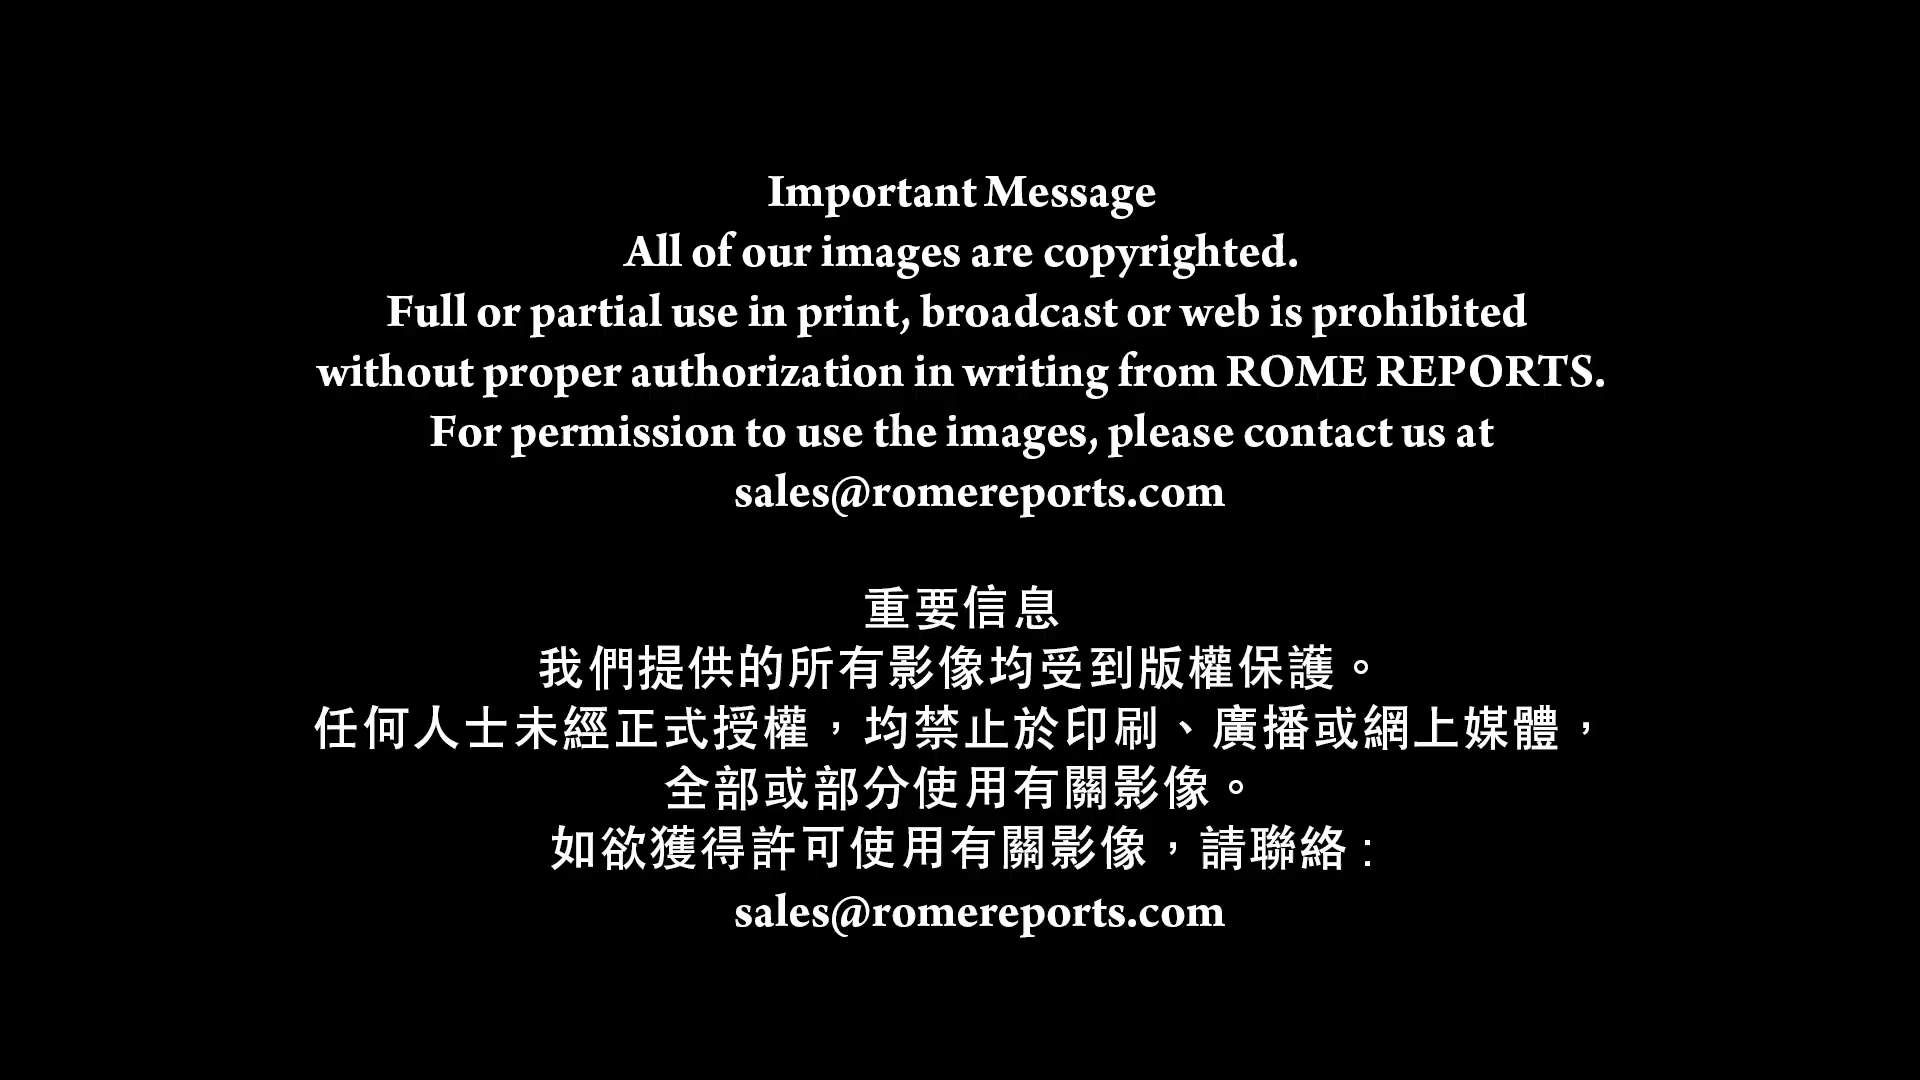 Important Message
All of our images are copyrighted.
Full or partial use in print, broadcast or web is prohibited
without proper authorization in writing from ROME REPORTS.
For permission to use the images, please contact us at
sales@romereports.com
重要信息
我們提供的所有影像均受到版權保護。
任何人士未經正式授權，均禁止於印刷、廣播或網上媒體，
全部或部分使用有關影像。
如欲獲得許可使用有關影像，請聯絡:
sales@romereports.com